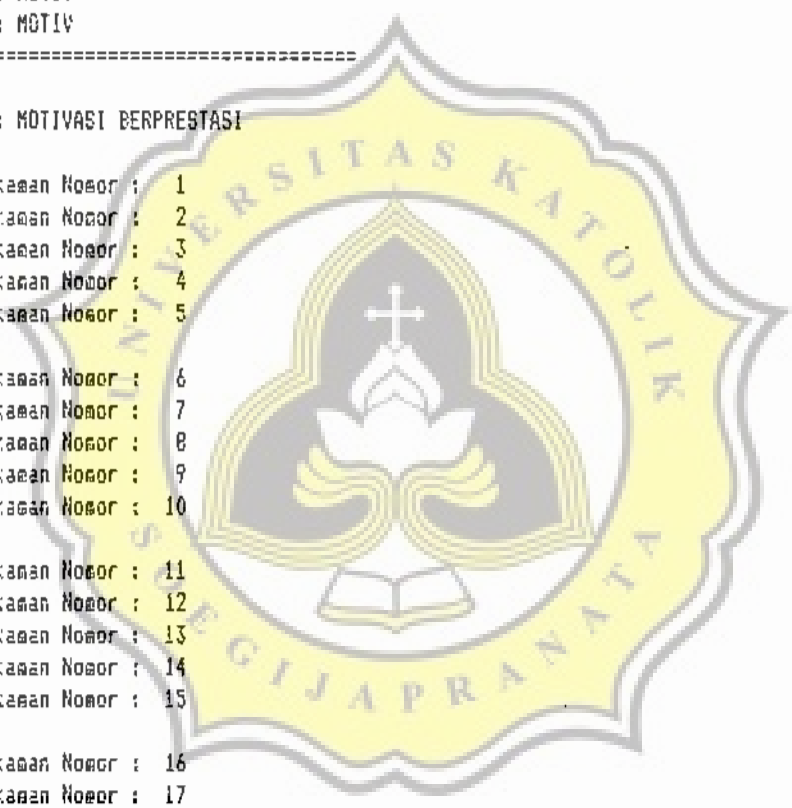 : MOTIV
==================================
: MOTIVASI BERPRESTASI
kaman Nomor : 1
kaman Nomor : 2
kaman Nomor : 3
kaman Nomor : 4
kaman Nomor : 5
kaman Nomor : 6
kaman Nomor : 7
kaman Nomor : 8
kaman Nomor : 9
kaman Nomor : 10
kaman Nomor : 11
kaman Nomor : 12
kaman Nomor : 13
kaman Nomor : 14
kaman Nomor : 15
kaman Nomor : 16
kaman Nomor : 17
UNIVERSITAS KATOLIK
SOEGIJAPRANATA